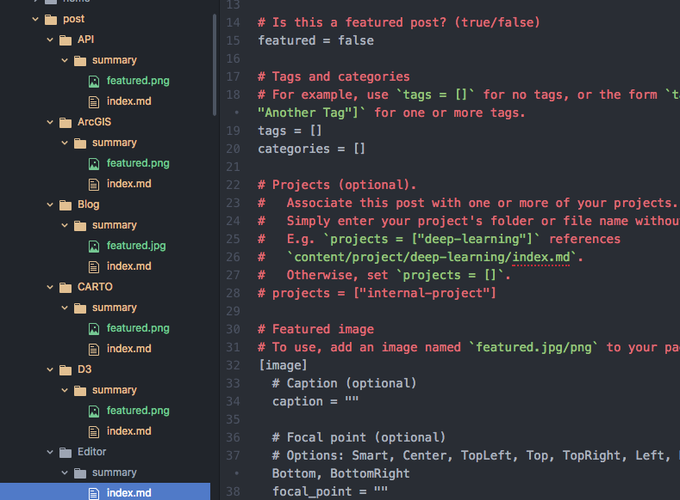 home
post
API
summary
featured.png
index.md
ArcGIS
summary
featured.png
index.md
Blog
summary
featured.jpg
index.md
CARTO
summary
featured.png
index.md
D3
summary
featured.png
index.md
Editor
summary
index.md
13
14 # Is this a featured post? (true/false)
15 featured = false
16
17 # Tags and categories
18 # For example, use `tags = []` for no tags, or the form `ta
• "Another Tag"]` for one or more tags.
19 tags = []
20 categories = []
21
22 # Projects (optional).
23 #   Associate this post with one or more of your projects.
24 #   Simply enter your project's folder or file name withou
25 #   E.g. `projects = ["deep-learning"]` references
26 #   `content/project/deep-learning/index.md`.
27 #   Otherwise, set `projects = []`.
28 # projects = ["internal-project"]
29
30 # Featured image
31 # To use, add an image named `featured.jpg/png` to your pa
32 [image]
33   # Caption (optional)
34   caption = ""
35
36   # Focal point (optional)
37   # Options: Smart, Center, TopLeft, Top, TopRight, Left,
•   Bottom, BottomRight
38   focal_point = ""